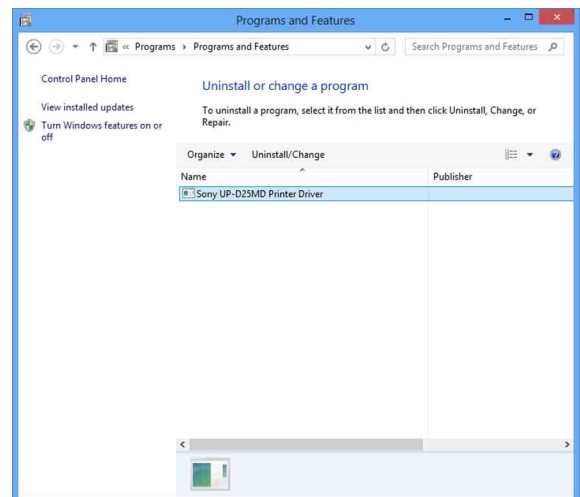 Programs and Features
« Programs ▸ Programs and Features
Search Programs and Features
Control Panel Home
View installed updates
Turn Windows features on or
off
Uninstall or change a program
To uninstall a program, select it from the list and then click Uninstall, Change, or
Repair.
Organize Uninstall/Change
Name Publisher
Sony UP-D25MD Printer Driver